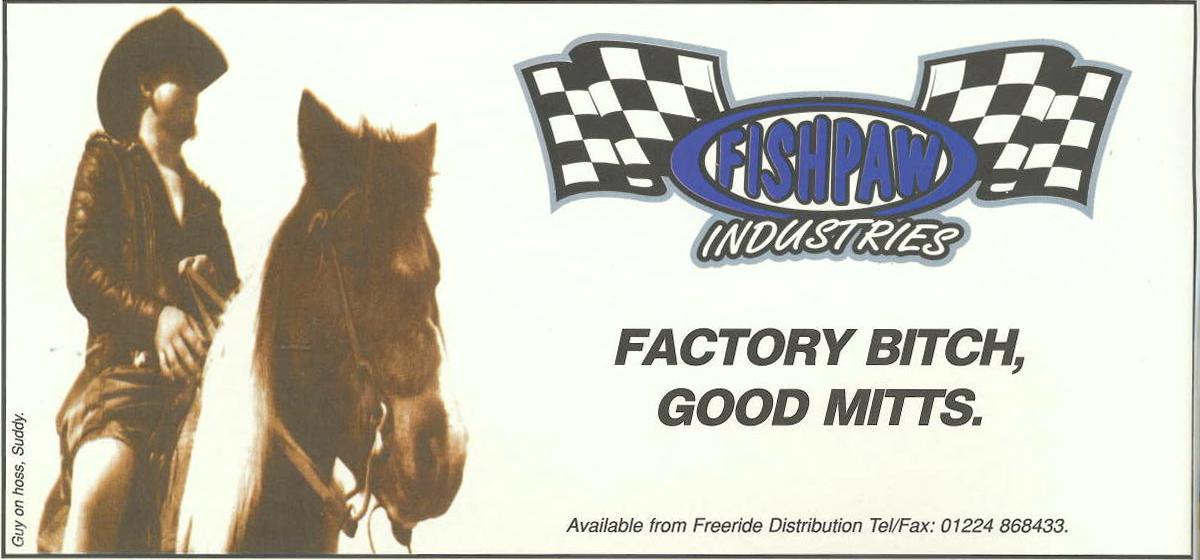 FISHPAW
INDUSTRIES
FACTORY BITCH,
GOOD MITTS.
Guy on hoss, Suddy.
Available from Freeride Distribution Tel/Fax: 01224 868433.